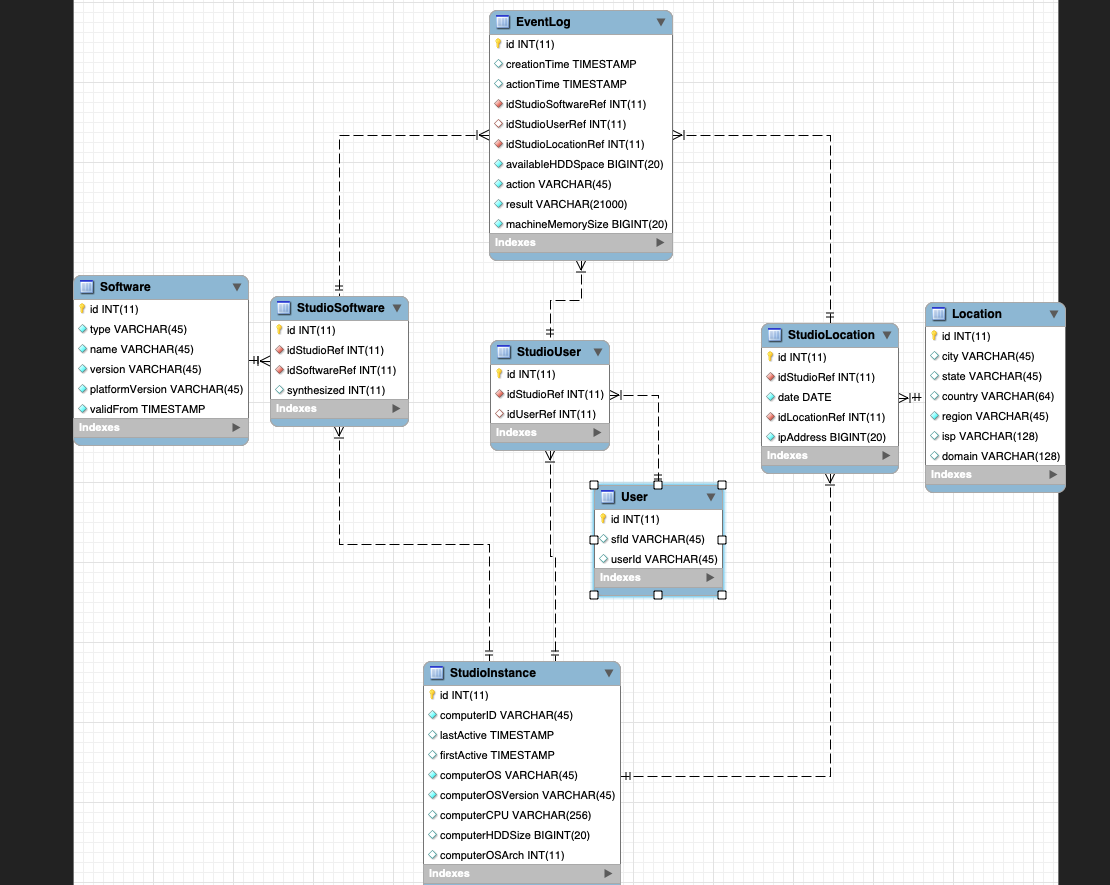 EventLog
id INT(11)
creationTime TIMESTAMP
actionTime TIMESTAMP
idStudioSoftwareRef INT(11)
idStudioUserRef INT(11)
idStudioLocationRef INT(11)
availableHDDSpace BIGINT(20)
action VARCHAR(45)
result VARCHAR(21000)
machineMemorySize BIGINT(20)
Indexes
Software
id INT(11)
type VARCHAR(45)
name VARCHAR(45)
version VARCHAR(45)
platformVersion VARCHAR(45)
validFrom TIMESTAMP
Indexes
StudioSoftware
id INT(11)
idStudioRef INT(11)
idSoftwareRef INT(11)
synthesized INT(11)
Indexes
StudioUser
id INT(11)
idStudioRef INT(11)
idUserRef INT(11)
Indexes
StudioLocation
id INT(11)
idStudioRef INT(11)
date DATE
idLocationRef INT(11)
ipAddress BIGINT(20)
Indexes
Location
id INT(11)
city VARCHAR(45)
state VARCHAR(45)
country VARCHAR(64)
region VARCHAR(45)
isp VARCHAR(128)
domain VARCHAR(128)
Indexes
User
id INT(11)
sfId VARCHAR(45)
userId VARCHAR(45)
Indexes
StudioInstance
id INT(11)
computerID VARCHAR(45)
lastActive TIMESTAMP
firstActive TIMESTAMP
computerOS VARCHAR(45)
computerOSVersion VARCHAR(45)
computerCPU VARCHAR(256)
computerHDDSize BIGINT(20)
computerOSArch INT(11)
Indexes